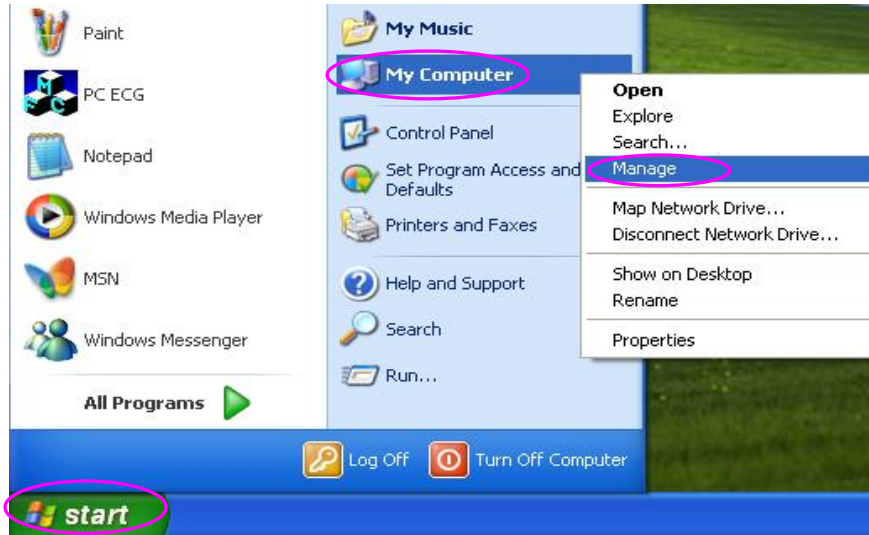 Paint
PC ECG
Notepad
Windows Media Player
MSN
Windows Messenger
All Programs
My Music
My Computer
Control Panel
Set Program Access and
Defaults
Printers and Faxes
Help and Support
Search
Run...
Open
Explore
Search...
Manage
Map Network Drive...
Disconnect Network Drive...
Show on Desktop
Rename
Properties
Log Off
Turn Off Computer
start